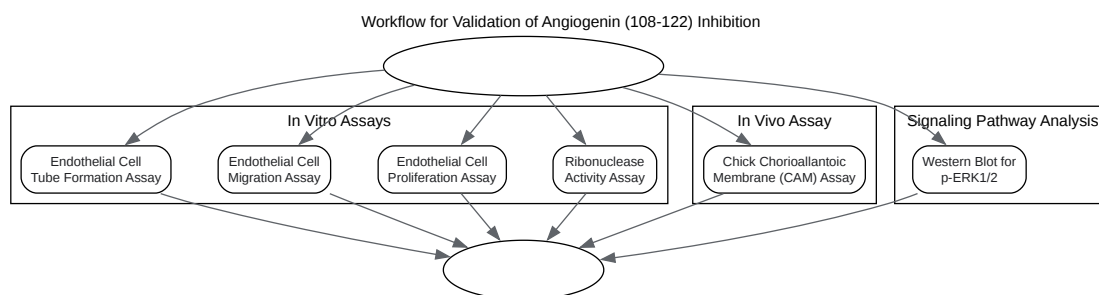 Workflow for Validation of Angiogenin (108-122) Inhibition
In Vitro Assays
In Vivo Assay
Signaling Pathway Analysis
Endothelial Cell
Tube Formation Assay
Endothelial Cell
Migration Assay
Endothelial Cell
Proliferation Assay
Ribonuclease
Activity Assay
Chick Chorioallantoic
Membrane (CAM) Assay
Western Blot for
p-ERK1/2